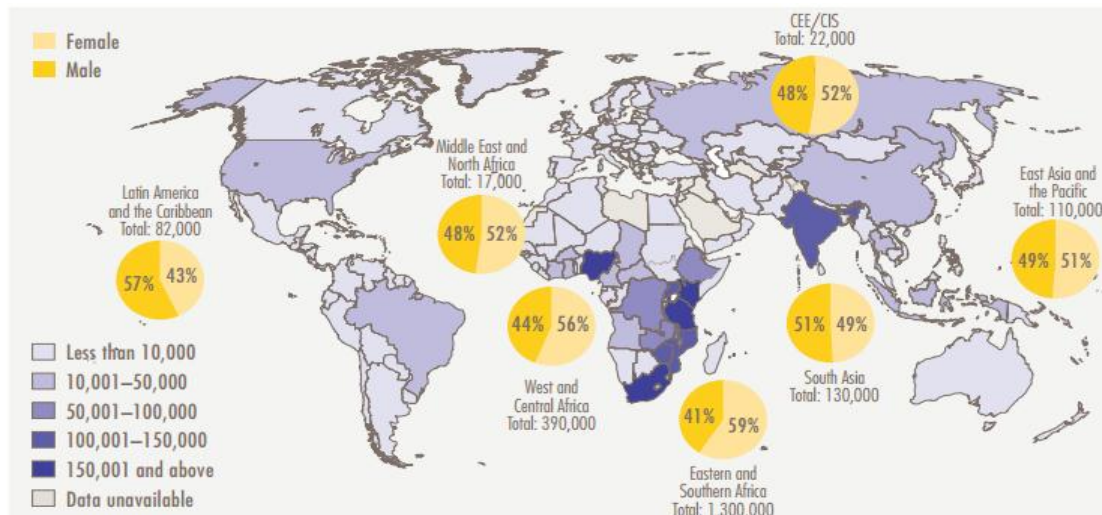 Female
Male
CEE/CIS
Total: 22,000
48% 52%
Middle East and
North Africa
Total: 17,000
48% 52%
Latin America
and the Caribbean
Total: 82,000
57% 43%
East Asia and
the Pacific
Total: 110,000
49% 51%
44% 56%
West and
Central Africa
Total: 390,000
51% 49%
South Asia
Total: 130,000
41% 59%
Eastern and
Southern Africa
Total: 1,300,000
Less than 10,000
10,001–50,000
50,001–100,000
100,001–150,000
150,001 and above
Data unavailable